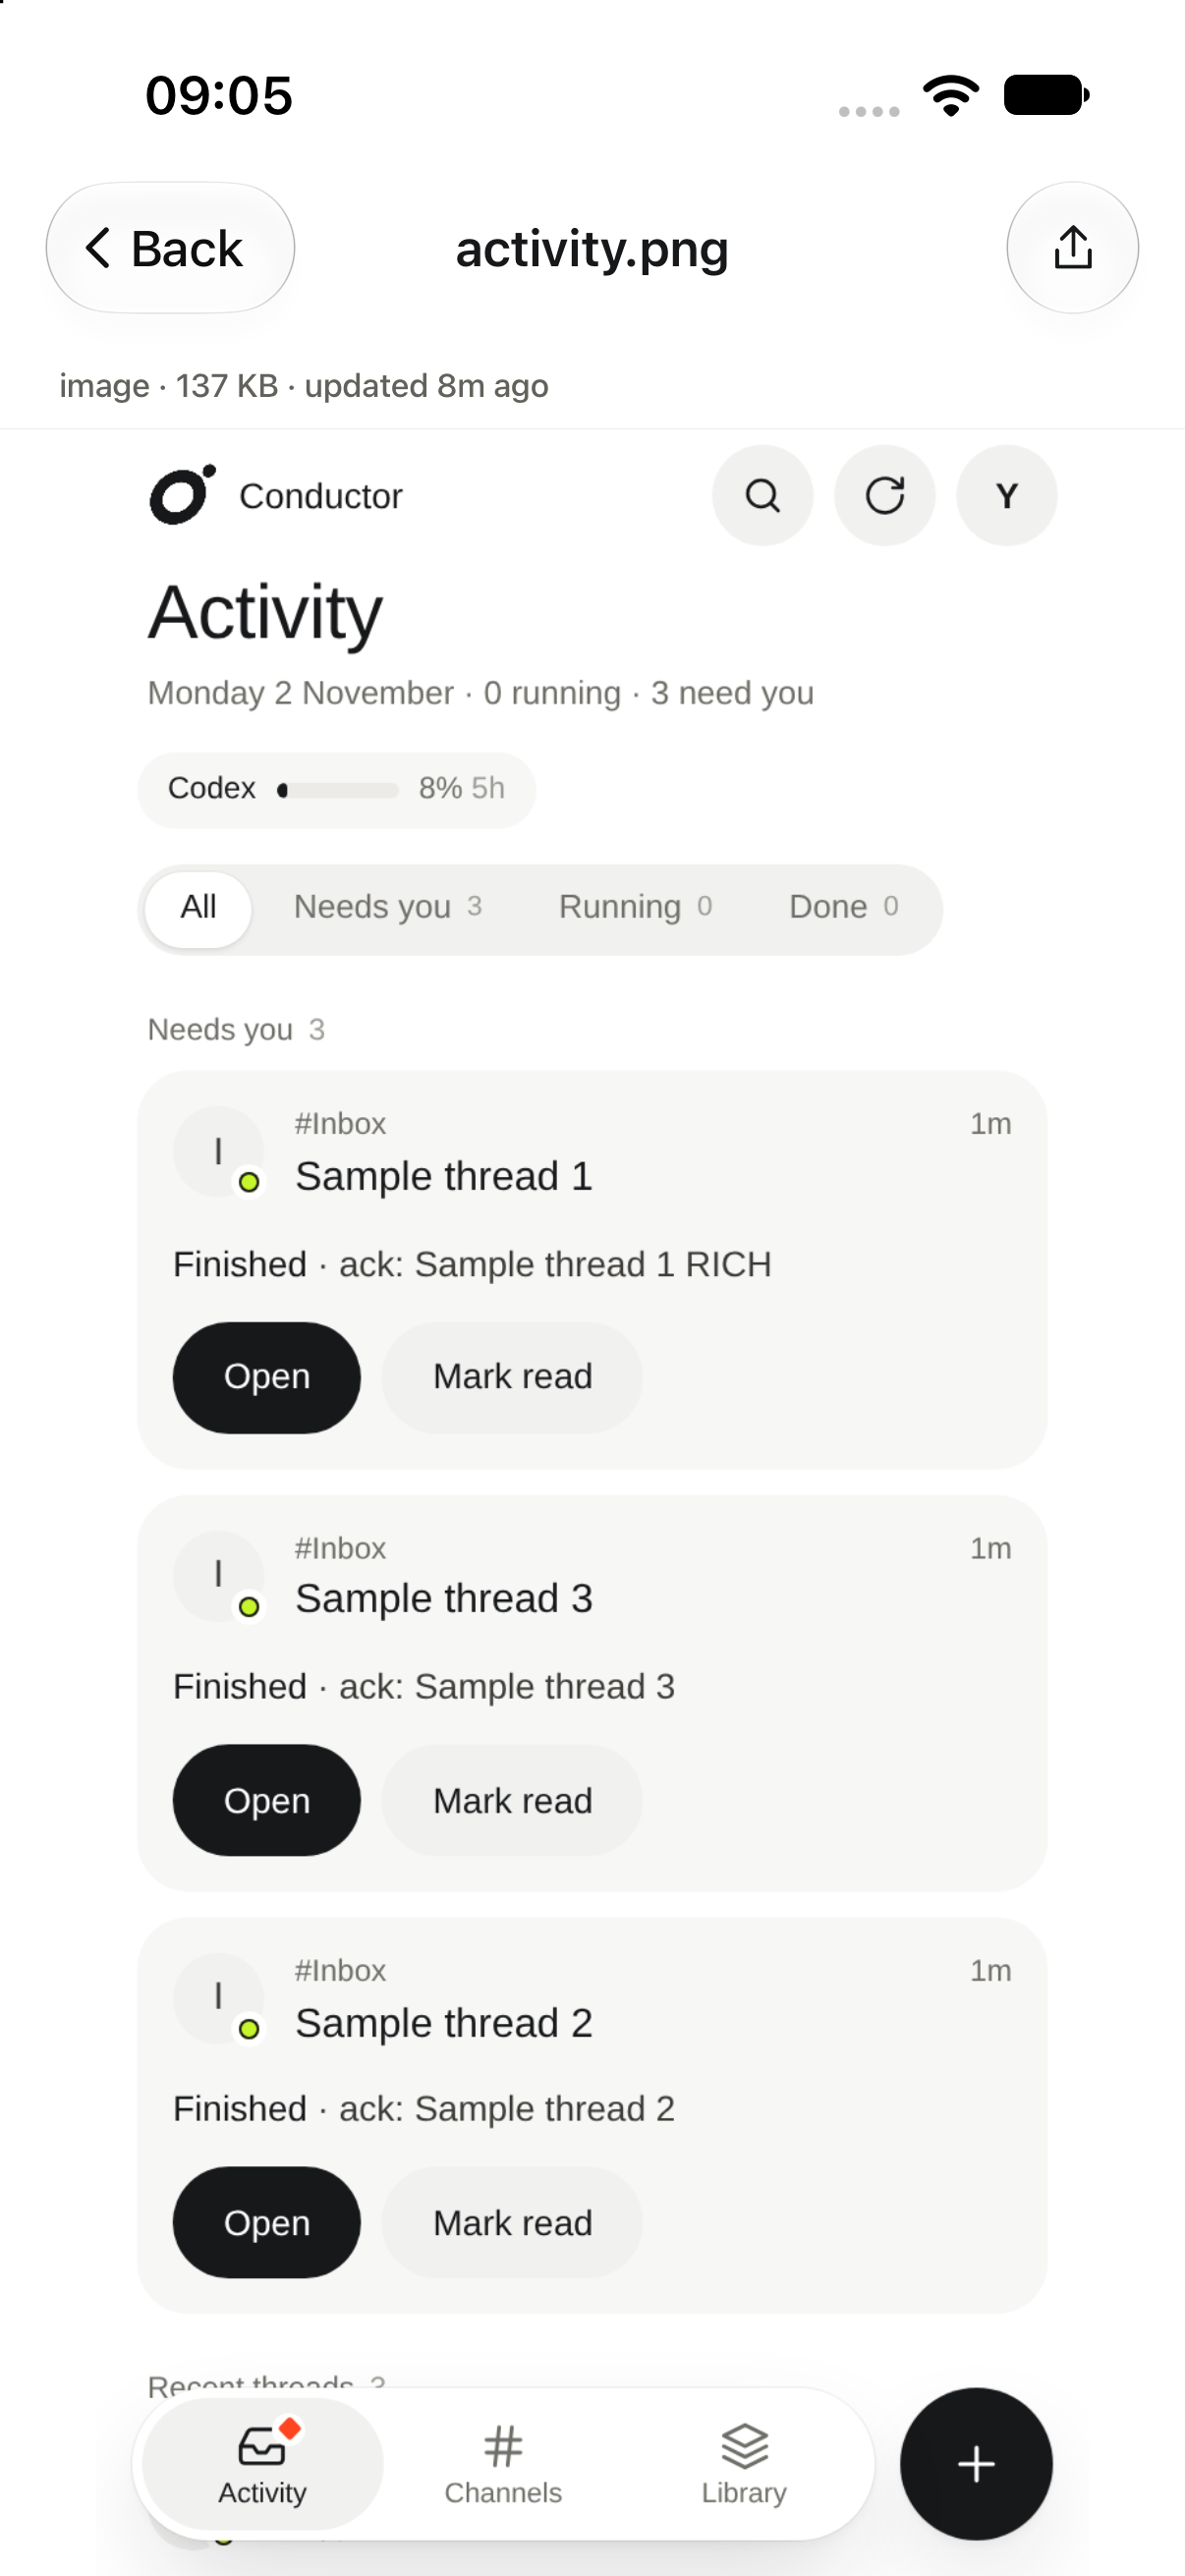 09:05
Back
activity.png
image · 137 KB · updated 8m ago
Conductor
Y
Activity
Monday 2 November · 0 running · 3 need you
Codex 8% 5h
All Needs you 3 Running 0 Done 0
Needs you 3
I
#Inbox 1m
Sample thread 1
Finished · ack: Sample thread 1 RICH
Open Mark read
I
#Inbox 1m
Sample thread 3
Finished · ack: Sample thread 3
Open Mark read
I
#Inbox 1m
Sample thread 2
Finished · ack: Sample thread 2
Open Mark read
Recent threads 3
Activity Channels Library